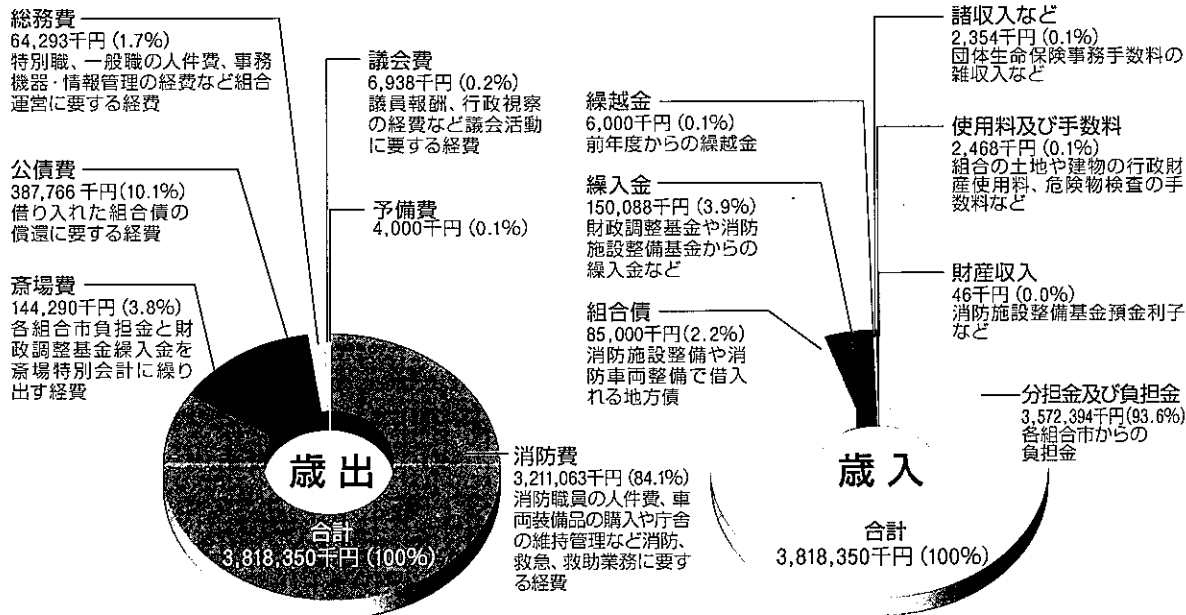 総務費
64,293千円 (1.7%)
特別職、一般職の人件費、事務
機器・情報管理の経費など組合
運営に要する経費
公債費
387,766千円(10.1%)
借り入れた組合債の
償還に要する経費
斎場費
144,290千円 (3.8%)
各組合市負担金と財
政調整基金繰入金を
斎場特別会計に繰り
出す経費
議会費
6,938千円 (0.2%)
議員報酬、行政視察
の経費など議会活動
に要する経費
予備費
4,000千円 (0.1%)
消防費
3,211,063千円 (84.1%)
消防職員の人件費、車
両装備品の購入や庁舎
の維持管理など消防、
救急、救助業務に要す
る経費
歳出
合計
3,818,350千円 (100%)
繰越金
6,000千円 (0.1%)
前年度からの繰越金
繰入金
150,088千円 (3.9%)
財政調整基金や消防
施設整備基金からの
繰入金など
組合債
85,000千円(2.2%)
消防施設整備や消
防車両整備で借入
れる地方債
諸収入など
2,354千円 (0.1%)
団体生命保険事務手数料の
雑収入など
使用料及び手数料
2,468千円 (0.1%)
組合の土地や建物の行政財
産使用料、危険物検査の手
数料など
財産収入
46千円 (0.0%)
消防施設整備基金預金利子
など
分担金及び負担金
3,572,394千円(93.6%)
各組合市からの
負担金
歳入
合計
3,818,350千円 (100%)